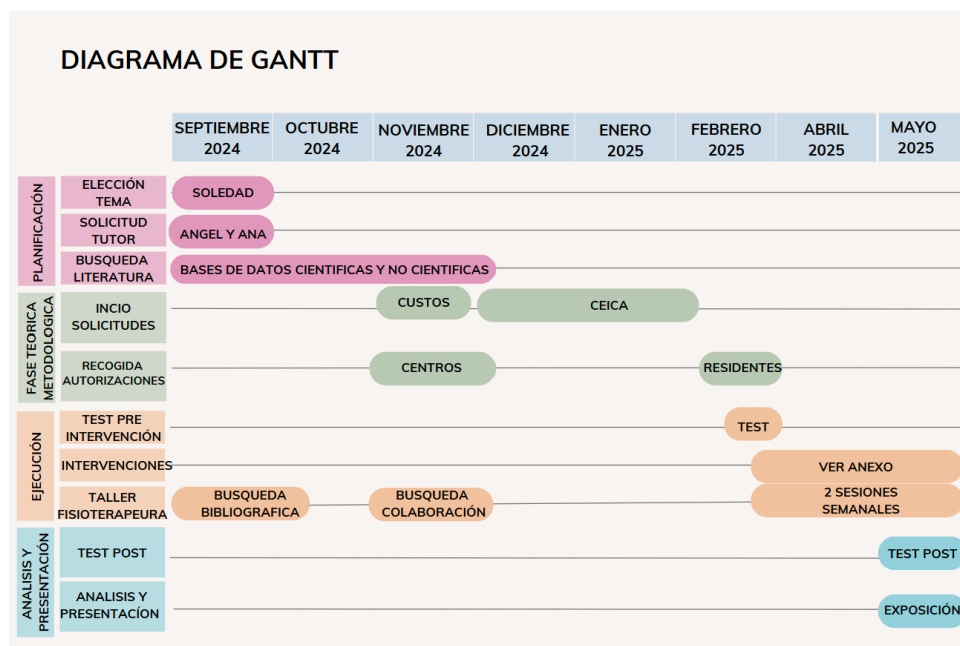 DIAGRAMA DE GANTT
SEPTIEMBRE
2024
OCTUBRE
2024
NOVIEMBRE
2024
DICIEMBRE
2024
ENERO
2025
FEBRERO
2025
ABRIL
2025
MAYO
2025
PLANIFICACIÓN
ELECCIÓN
TEMA
SOLEDAD
SOLICITUD
TUTOR
ANGEL Y ANA
BUSQUEDA
LITERATURA
BASES DE DATOS CIENTIFICAS Y NO CIENTIFICAS
FASE TEORICA
METODOLOGICA
INCIO
SOLICITUDES
CUSTOS
CEICA
RECOGIDA
AUTORIZACIONES
CENTROS
RESIDENTES
EJECUCIÓN
TEST PRE
INTERVENCIÓN
TEST
INTERVENCIONES
VER ANEXO
TALLER
FISIOTERAPEURA
BUSQUEDA
BIBLIOGRAFICA
BUSQUEDA
COLABORACIÓN
2 SESIONES
SEMANALES
ANALISIS Y
PRESENTACIÓN
TEST POST
TEST POST
ANALISIS Y
PRESENTACÍON
EXPOSICIÓN